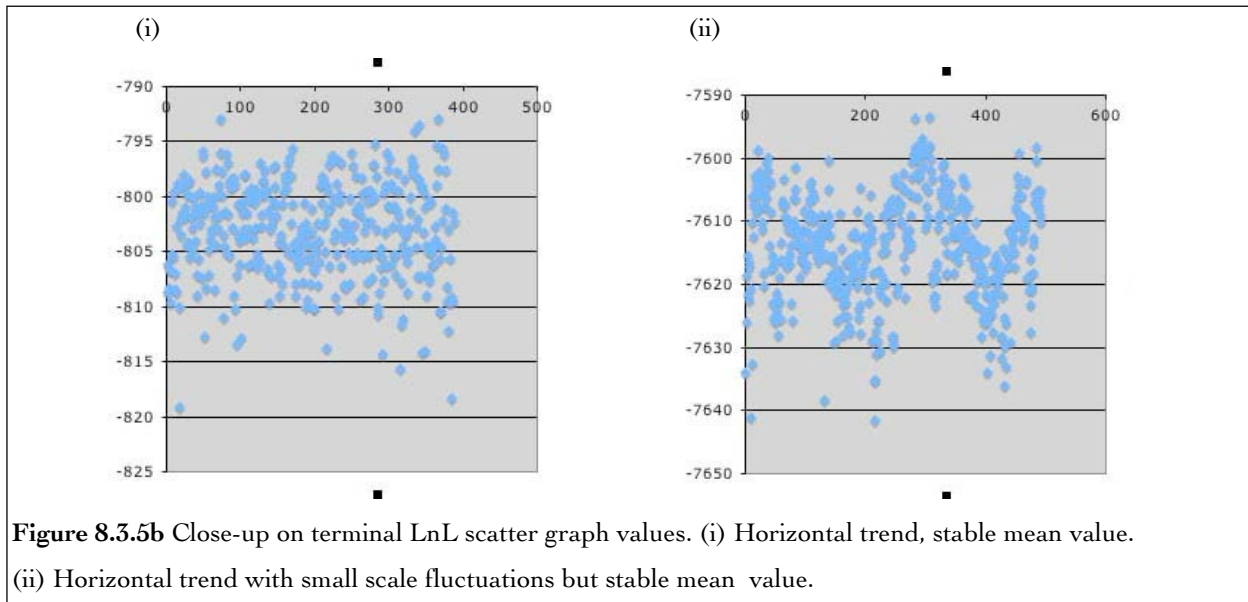 (i)
(ii)
-790
0 100 200 300 400 500
-795
-800
-805
-810
-815
-820
-825
-7590
0 200 400 600
-7600
-7610
-7620
-7630
-7640
-7650
Figure 8.3.5b Close-up on terminal LnL scatter graph values. (i) Horizontal trend, stable mean value.
(ii) Horizontal trend with small scale fluctuations but stable mean value.